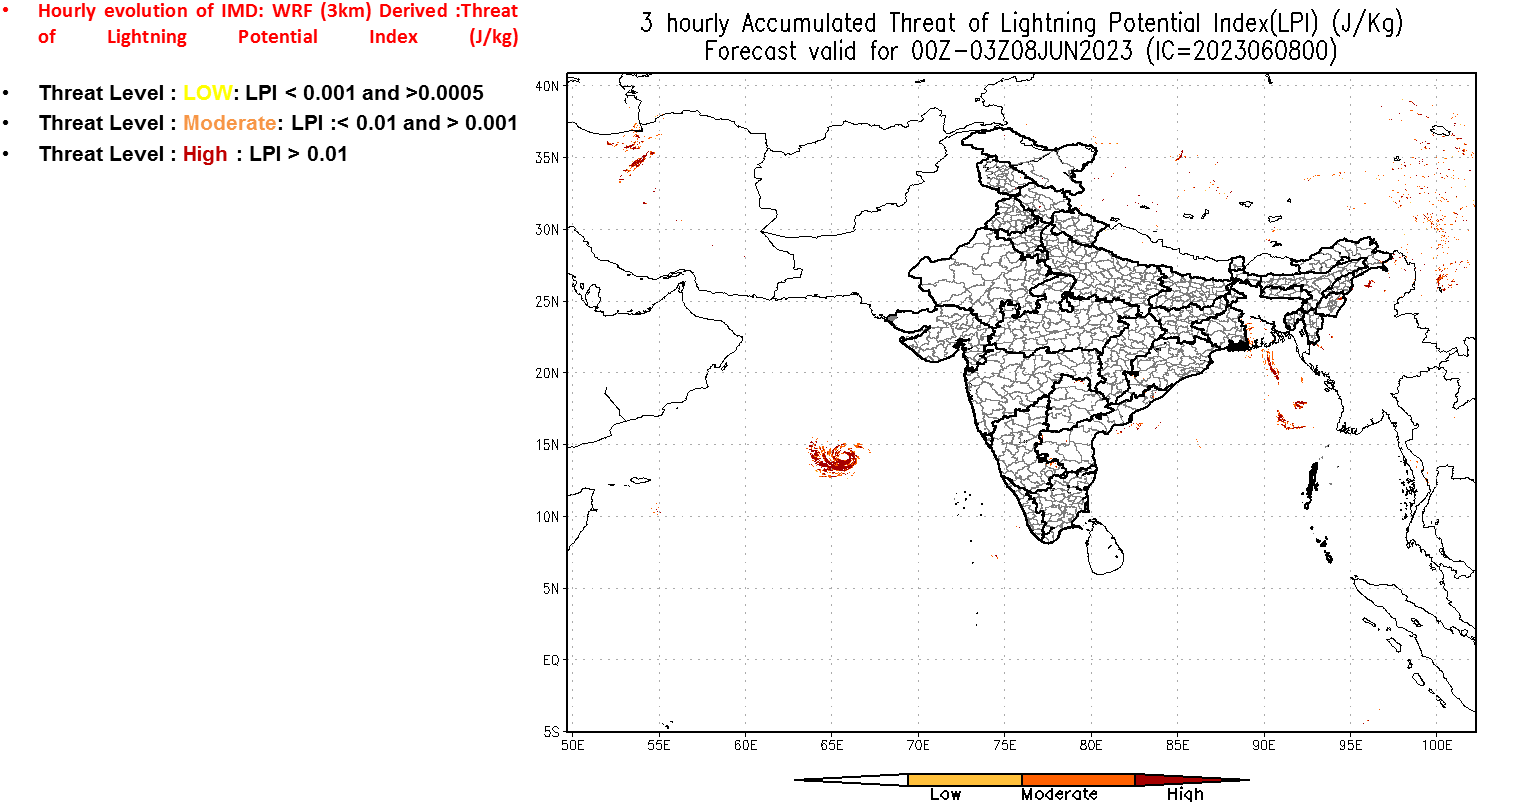 • Hourly evolution of IMD: WRF (3km) Derived :Threat
of Lightning Potential Index (J/kg)
• Threat Level : LOW: LPI < 0.001 and >0.0005
• Threat Level : Moderate: LPI :< 0.01 and > 0.001
• Threat Level : High : LPI > 0.01
3 hourly Accumulated Threat of Lightning Potential Index(LPI) (J/Kg)
Forecast valid for 00Z-03Z08JUN2023 (IC=2023060800)
40N
35N
30N
25N
20N
15N
10N
5N
EQ
5S
50E 55E 60E 65E 70E 75E 80E 85E 90E 95E 100E
Low Moderate High